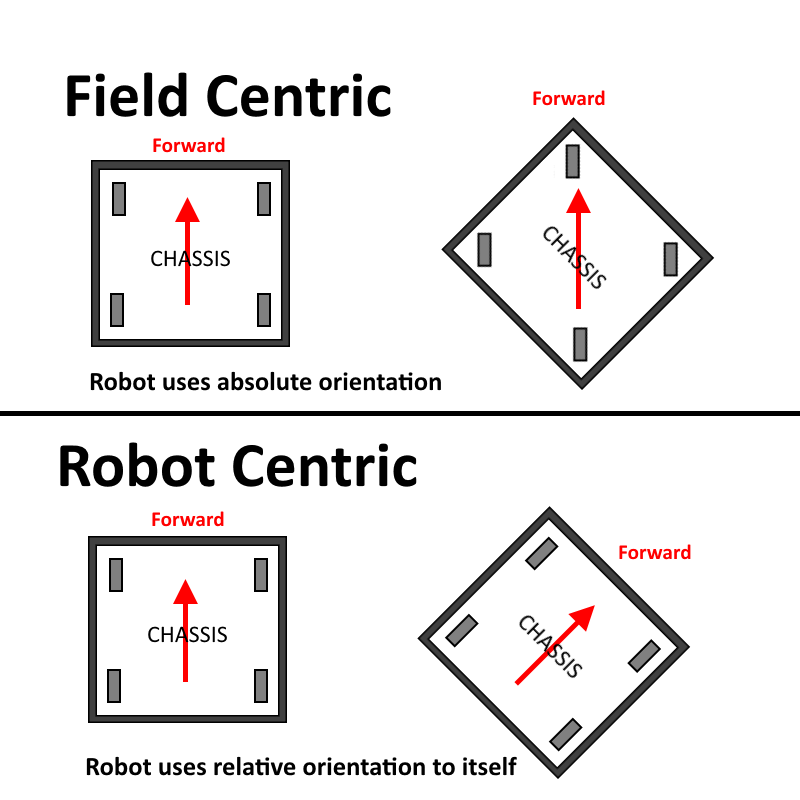 Field Centric
Forward
Forward
CHASSIS
CHASSIS
Robot uses absolute orientation
Robot Centric
Forward
Forward
CHASSIS
CHASSIS
Robot uses relative orientation to itself